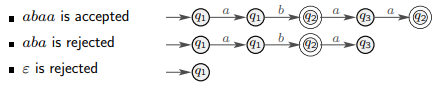 ▪ abaa is accepted q₁ a q₁ b q₂ a q₃ a q₂
▪ aba is rejected q₁ a q₁ b q₂ a q₃
▪ ε is rejected q₁